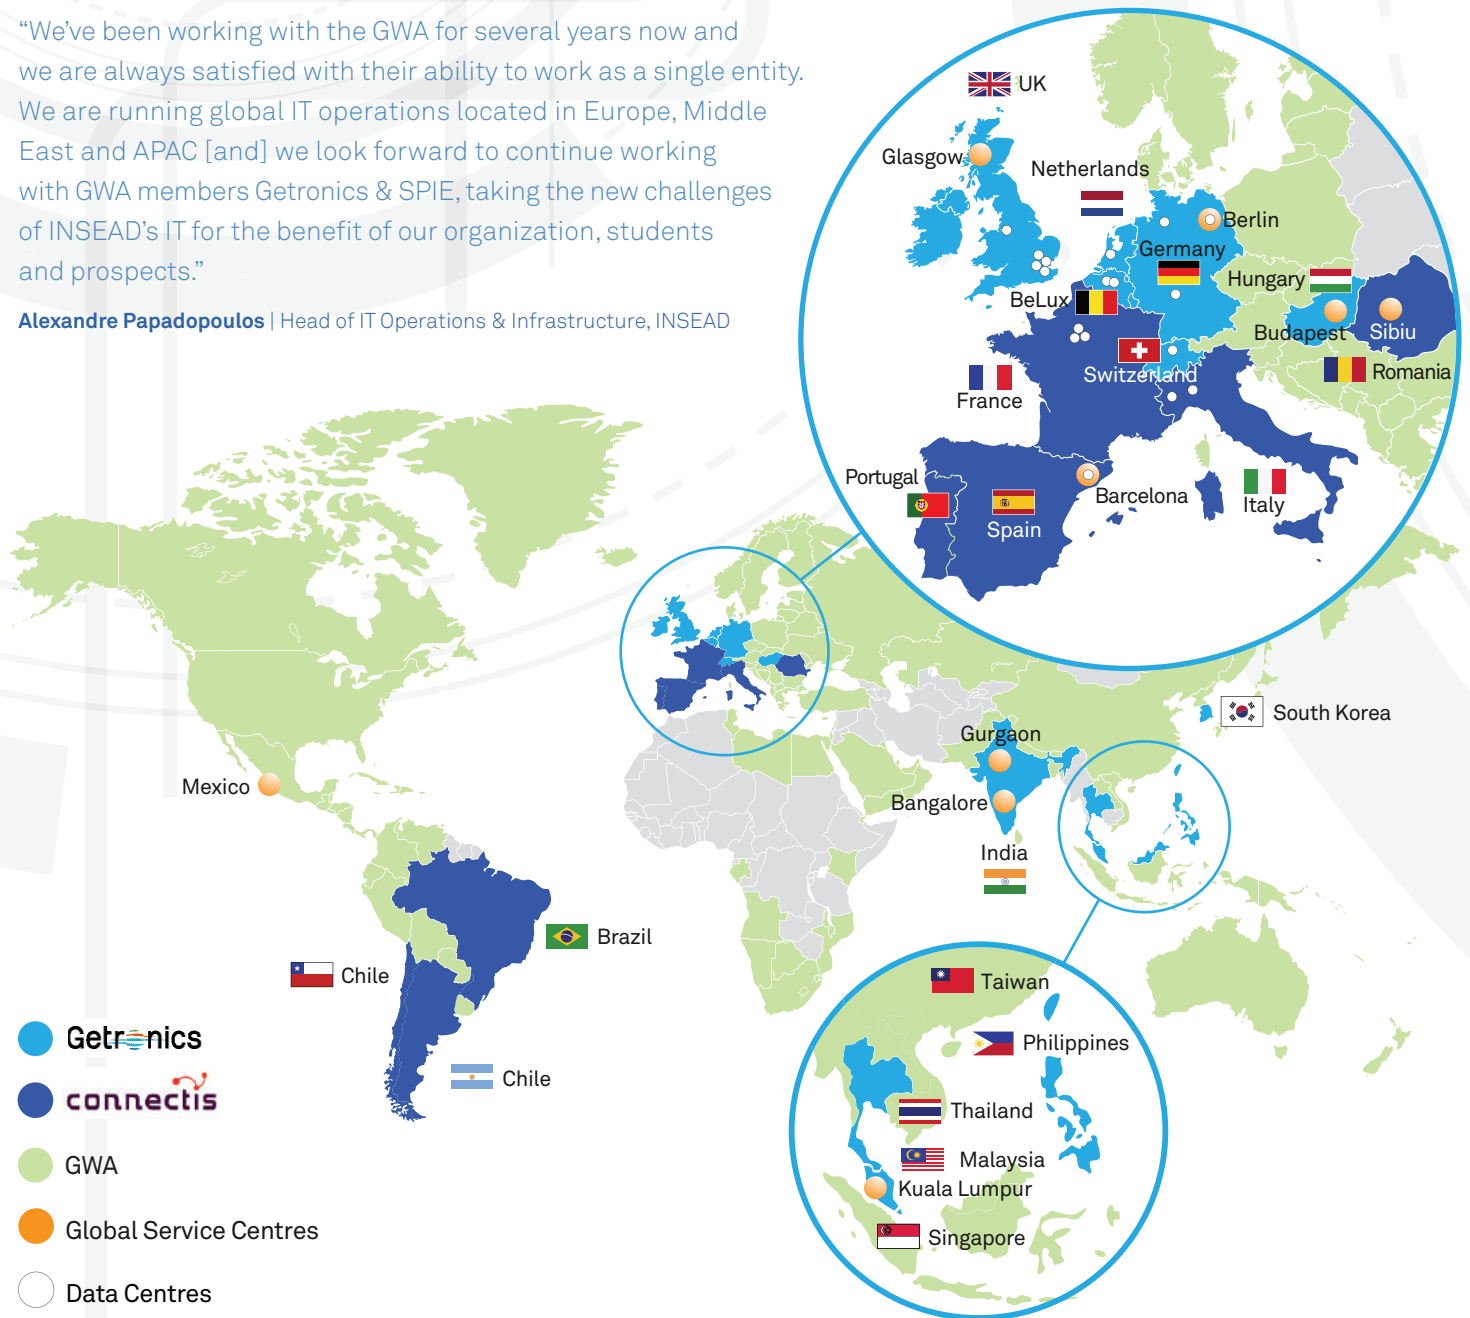 “We’ve been working with the GWA for several years now and
we are always satisfied with their ability to work as a single entity.
We are running global IT operations located in Europe, Middle
East and APAC [and] we look forward to continue working
with GWA members Getronics & SPIE, taking the new challenges
of INSEAD’s IT for the benefit of our organization, students
and prospects.”
Alexandre Papadopoulos | Head of IT Operations & Infrastructure, INSEAD
UK
Glasgow
Netherlands
Berlin
Germany
Hungary
BeLux
Budapest
Sibiu
Switzerland
Romania
France
Portugal
Barcelona
Italy
Spain
South Korea
Gurgaon
Mexico
Bangalore
India
Brazil
Chile
Chile
Taiwan
Philippines
Thailand
Malaysia
Kuala Lumpur
Singapore
Getronics
connectis
GWA
Global Service Centres
Data Centres